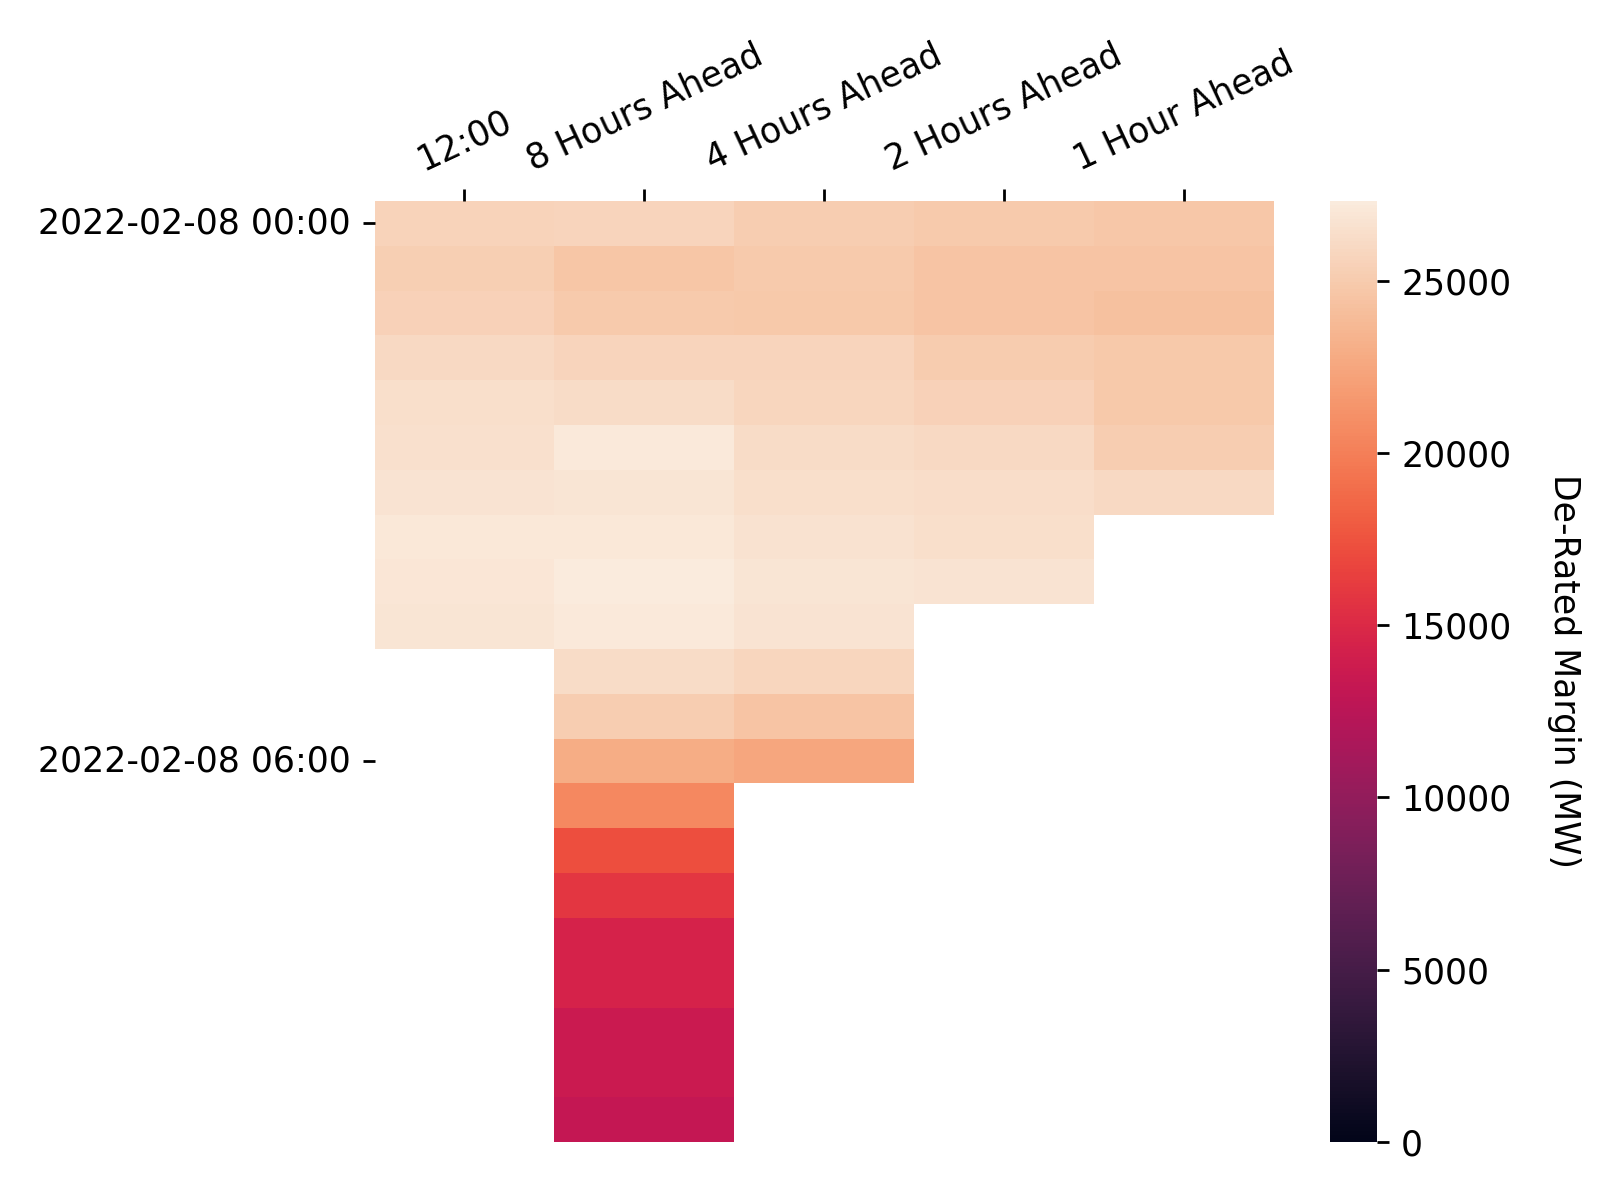 12:00
8 Hours Ahead
4 Hours Ahead
2 Hours Ahead
1 Hour Ahead
2022-02-08 00:00
2022-02-08 06:00
25000
20000
15000
10000
5000
0
De-Rated Margin (MW)